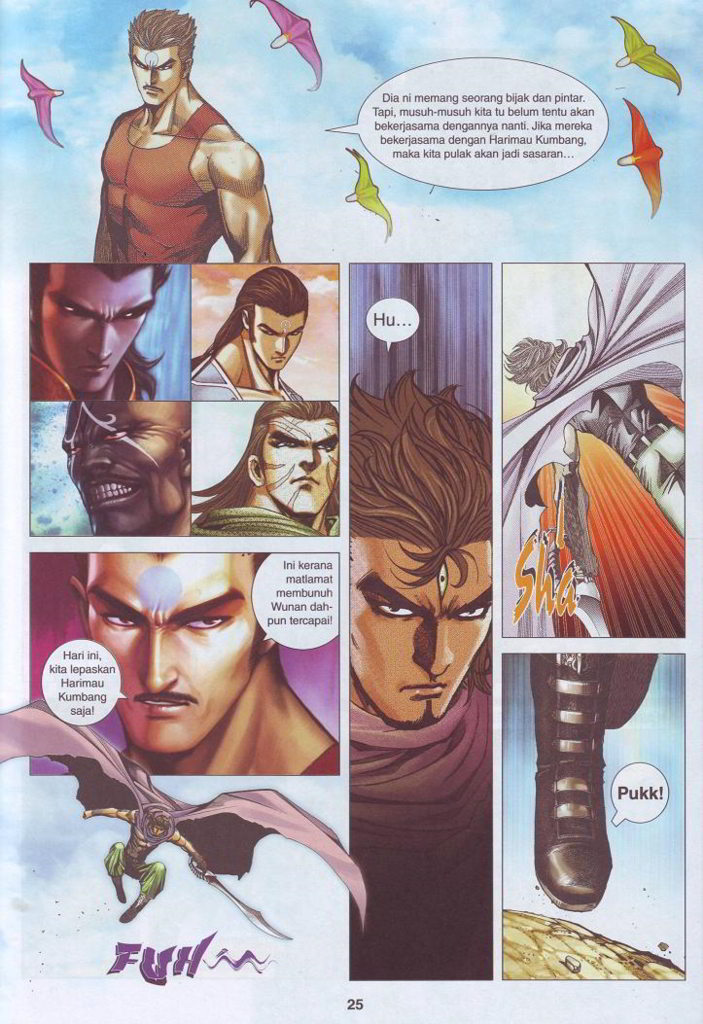 Dia ni memang seorang bijak dan pintar.
Tapi, musuh-musuh kita tu belum tentu akan
bekerjasama dengannya nanti. Jika mereka
bekerjasama dengan Harimau Kumbang,
maka kita pulak akan jadi sasaran...
Hu...
Sha
Ini kerana
matlamat
membunuh
Wunan dah-
pun tercapai!
Hari ini,
kita lepaskan
Harimau
Kumbang
saja!
Pukk!
FUH
25